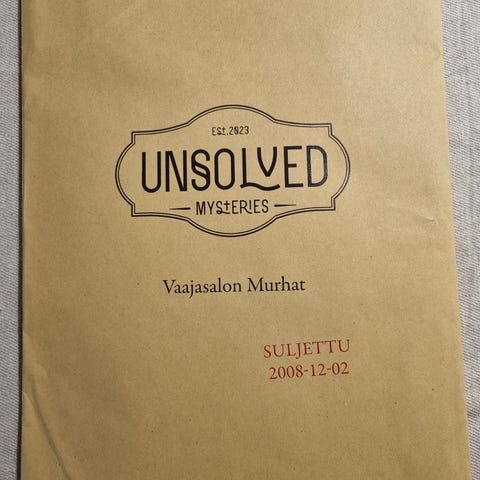 Est.2023
UNSOLVED
MYSTERIES
Vaajasalon Murhat
SULJETTU
2008-12-02